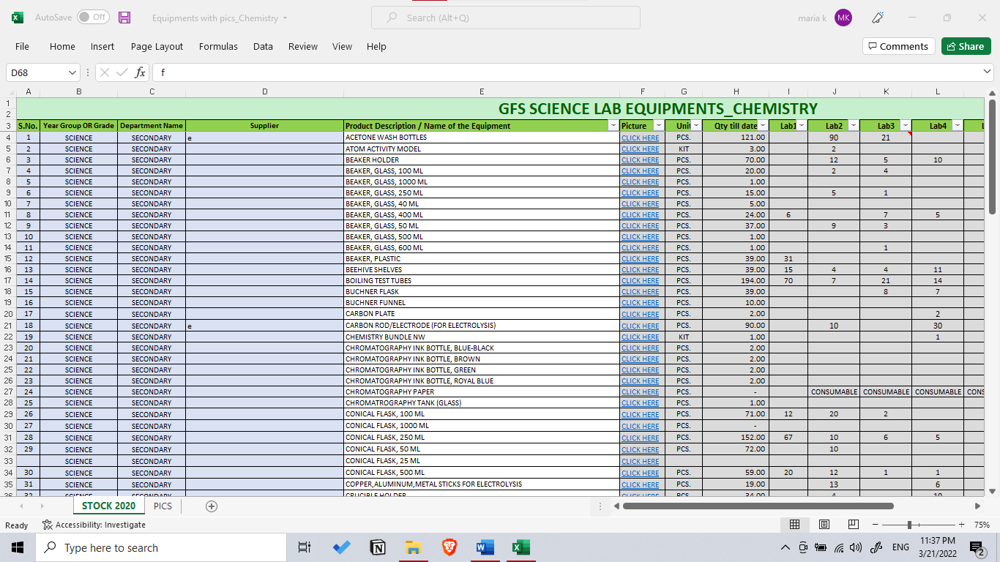 AutoSave Off Equipments with pics_Chemistry Search (Alt+Q) maria k MK
File Home Insert Page Layout Formulas Data Review View Help Comments Share
D68 fx f
A B C D E F G H I J K L
1 GFS SCIENCE LAB EQUIPMENTS_CHEMISTRY
2
3 S.No. Year Group OR Grade Department Name Supplier Product Description / Name of the Equipment Picture Unit Qty till date Lab1 Lab2 Lab3 Lab4
4 1 SCIENCE SECONDARY e ACETONE WASH BOTTLES CLICK HERE PCS. 121.00 90 21
5 2 SCIENCE SECONDARY ATOM ACTIVITY MODEL CLICK HERE KIT 3.00 2
6 3 SCIENCE SECONDARY BEAKER HOLDER CLICK HERE PCS. 70.00 12 5 10
7 4 SCIENCE SECONDARY BEAKER, GLASS, 100 ML CLICK HERE PCS. 20.00 2 4
8 5 SCIENCE SECONDARY BEAKER, GLASS, 1000 ML CLICK HERE PCS. 1.00
9 6 SCIENCE SECONDARY BEAKER, GLASS, 250 ML CLICK HERE PCS. 15.00 5 1
10 7 SCIENCE SECONDARY BEAKER, GLASS, 40 ML CLICK HERE PCS. 5.00
11 8 SCIENCE SECONDARY BEAKER, GLASS, 400 ML CLICK HERE PCS. 24.00 6 7 5
12 9 SCIENCE SECONDARY BEAKER, GLASS, 50 ML CLICK HERE PCS. 37.00 9 3
13 10 SCIENCE SECONDARY BEAKER, GLASS, 500 ML CLICK HERE PCS. 1.00
14 11 SCIENCE SECONDARY BEAKER, GLASS, 600 ML CLICK HERE PCS. 1.00 1
15 12 SCIENCE SECONDARY BEAKER, PLASTIC CLICK HERE PCS. 39.00 31
16 13 SCIENCE SECONDARY BEEHIVE SHELVES CLICK HERE PCS. 39.00 15 4 4 11
17 14 SCIENCE SECONDARY BOILING TEST TUBES CLICK HERE PCS. 194.00 70 7 21 14
18 15 SCIENCE SECONDARY BUCHNER FLASK CLICK HERE PCS. 39.00 8 7
19 16 SCIENCE SECONDARY BUCHNER FUNNEL CLICK HERE PCS. 10.00
20 17 SCIENCE SECONDARY CARBON PLATE CLICK HERE PCS. 2.00 2
21 18 SCIENCE SECONDARY e CARBON ROD/ELECTRODE (FOR ELECTROLYSIS) CLICK HERE PCS. 90.00 10 30
22 19 SCIENCE SECONDARY CHEMISTRY BUNDLE NW CLICK HERE KIT 1.00 1
23 20 SCIENCE SECONDARY CHROMATOGRAPHY INK BOTTLE, BLUE-BLACK CLICK HERE PCS. 2.00
24 21 SCIENCE SECONDARY CHROMATOGRAPHY INK BOTTLE, BROWN CLICK HERE PCS. 2.00
25 22 SCIENCE SECONDARY CHROMATOGRAPHY INK BOTTLE, GREEN CLICK HERE PCS. 2.00
26 23 SCIENCE SECONDARY CHROMATOGRAPHY INK BOTTLE, ROYAL BLUE CLICK HERE PCS. 2.00
27 24 SCIENCE SECONDARY CHROMATOGRAPHY PAPER CLICK HERE PCS. - CONSUMABLE CONSUMABLE CONSUMABLE CONS
28 25 SCIENCE SECONDARY CHROMATROGRAPHY TANK (GLASS) CLICK HERE PCS. 1.00
29 26 SCIENCE SECONDARY CONICAL FLASK, 100 ML CLICK HERE PCS. 71.00 12 20 2
30 27 SCIENCE SECONDARY CONICAL FLASK, 1000 ML CLICK HERE PCS. -
31 28 SCIENCE SECONDARY CONICAL FLASK, 250 ML CLICK HERE PCS. 152.00 67 10 6 5
32 29 SCIENCE SECONDARY CONICAL FLASK, 50 ML CLICK HERE PCS. 72.00 10
33 SCIENCE SECONDARY CONICAL FLASK, 25 ML CLICK HERE
34 30 SCIENCE SECONDARY CONICAL FLASK, 500 ML CLICK HERE PCS. 59.00 20 12 1 1
35 31 SCIENCE SECONDARY COPPER,ALUMINUM,METAL STICKS FOR ELECTROLYSIS CLICK HERE PCS. 19.00 13 6
36 32 SCIENCE SECONDARY CRUCIBLE HOLDER CLICK HERE PCS. 34.00 4 10
STOCK 2020 PICS
Ready Accessibility: Investigate 75%
Type here to search ENG 11:37 PM
3/21/2022 2